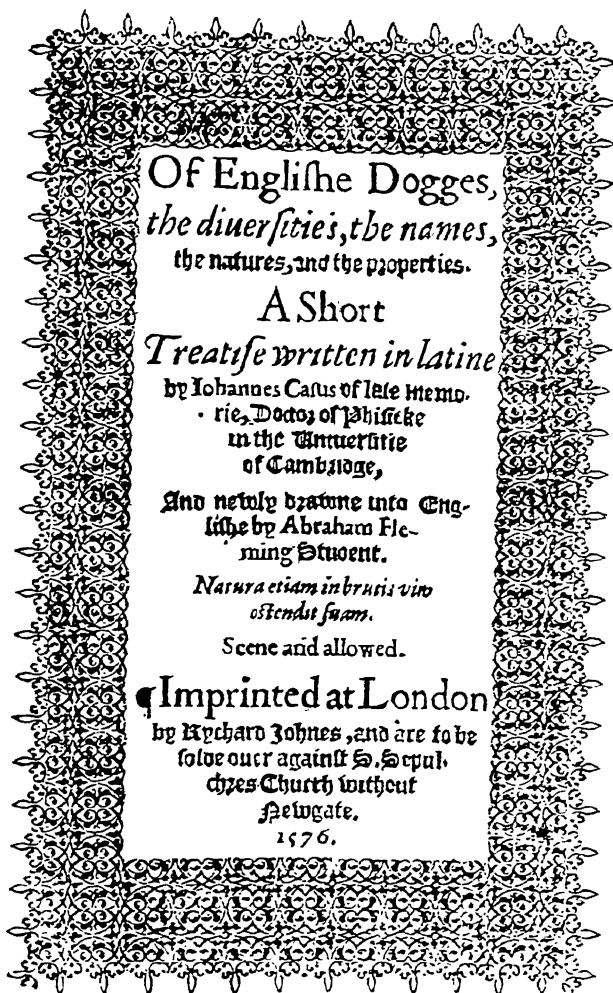 Of Engliſhe Dogges,
the diuerſities, the names,
the natures, and the properties.
A Short
Treatiſe written in latine
by Iohannes Caius of late memo-
rie, Doctor of Phiſicke
in the Uniuerſitie
of Cambridge,
And newly drawne into Eng-
liſhe by Abraham Fle-
ming Student.
Natura etiam in brutis vim
oſtendit ſuam.
Seene and allowed.
¶Imprinted at London
by Rychard Johnes, and are to be
ſolde ouer againſt S. Sepul-
chres Church without
Newgate.
1576.